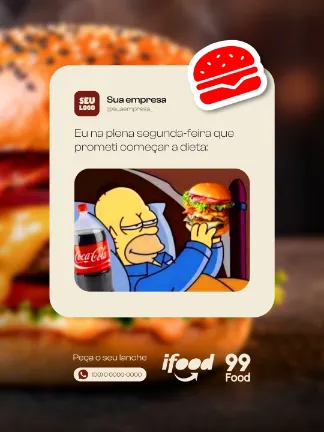 SEU
LOGO
Sua empresa
@suaempresa_
Eu na plena segunda-feira que
prometi começar a dieta:
Coca-Cola
Peça o seu lanche
ifood
99
Food
(00) 0 0000-0000